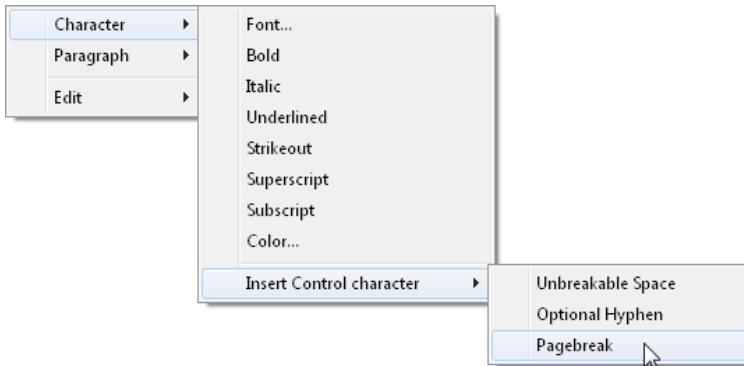 Character
Paragraph
Edit
Font...
Bold
Italic
Underlined
Strikeout
Superscript
Subscript
Color...
Insert Control character
Unbreakable Space
Optional Hyphen
Pagebreak